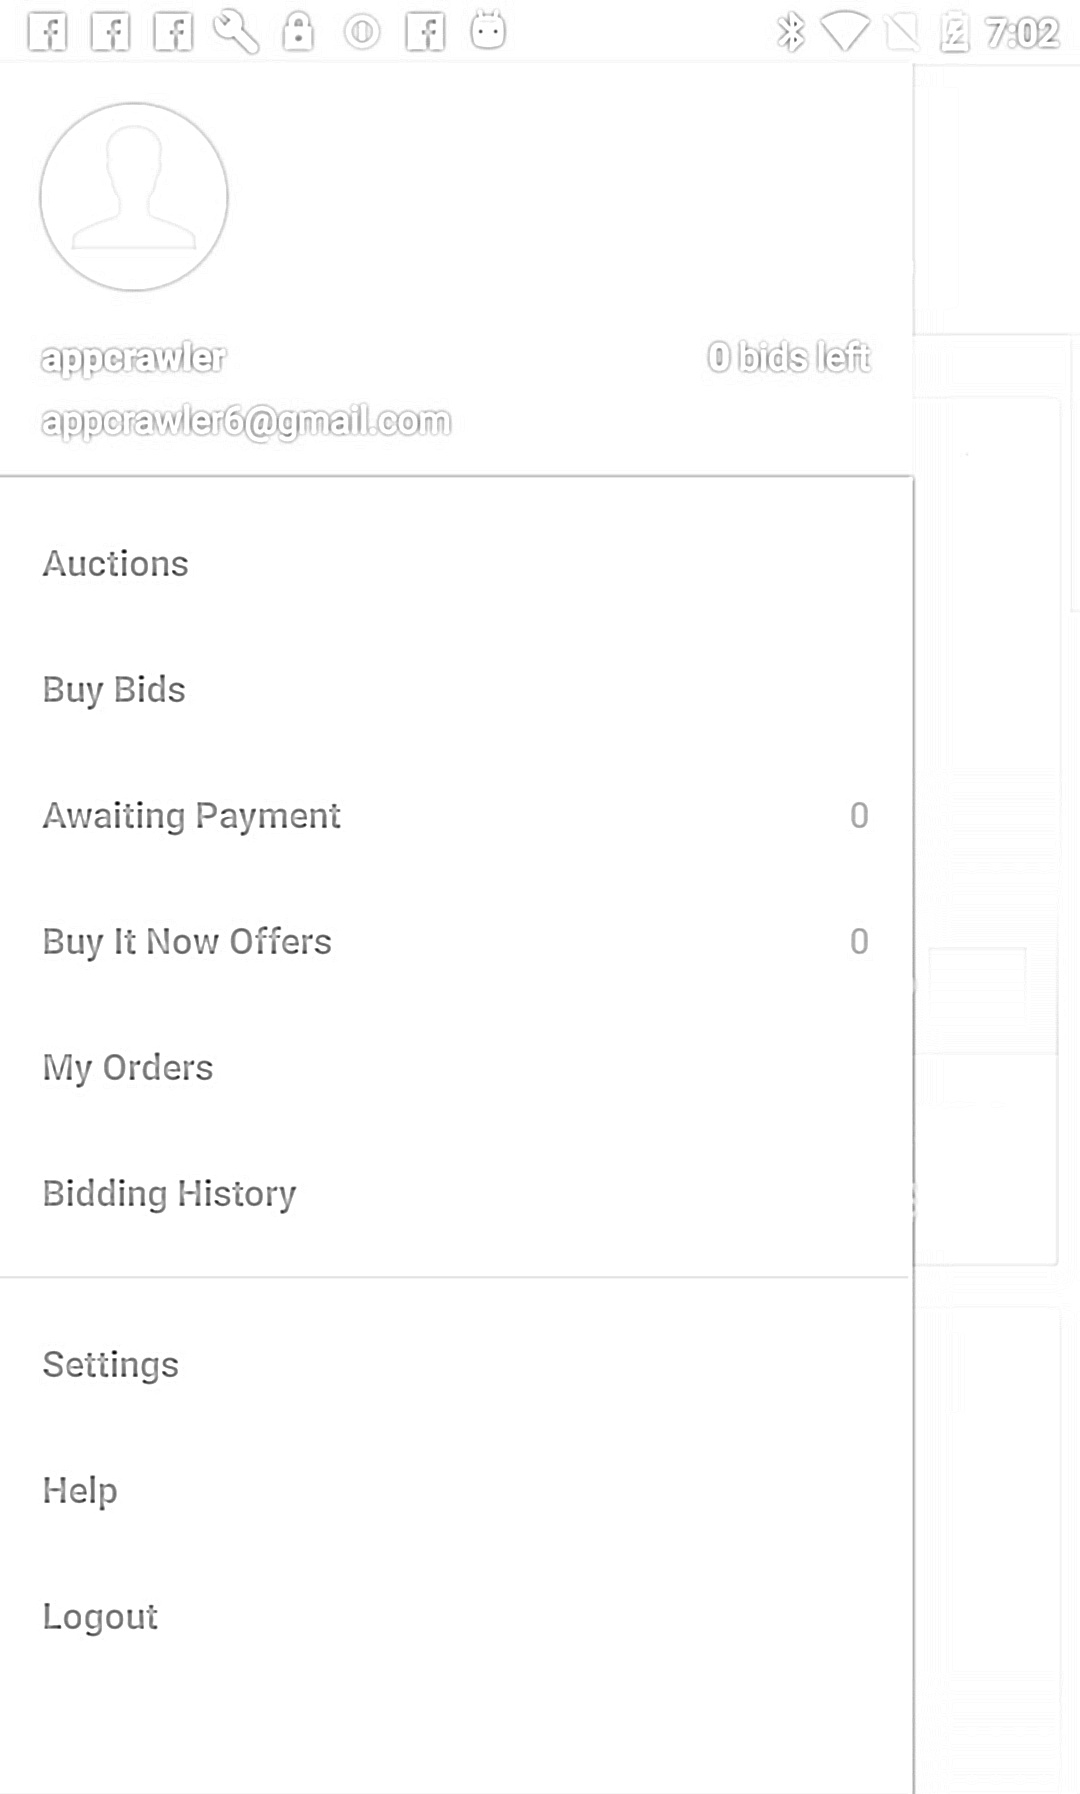 7:02
appcrawler
0 bids left
appcrawler6@gmail.com
Auctions
Buy Bids
Awaiting Payment 0
Buy It Now Offers 0
My Orders
Bidding History
Settings
Help
Logout